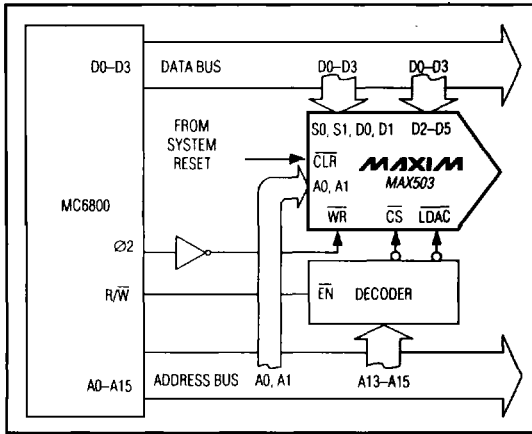 D0–D3 DATA BUS D0–D3 D0–D3
S0, S1, D0, D1 D2–D5
FROM
SYSTEM
RESET
CLR MAXIM
A0, A1 MAX503
WR CS LDAC
MC6800
Ø2
R/W EN DECODER
A0–A15 ADDRESS BUS A0, A1 A13–A15